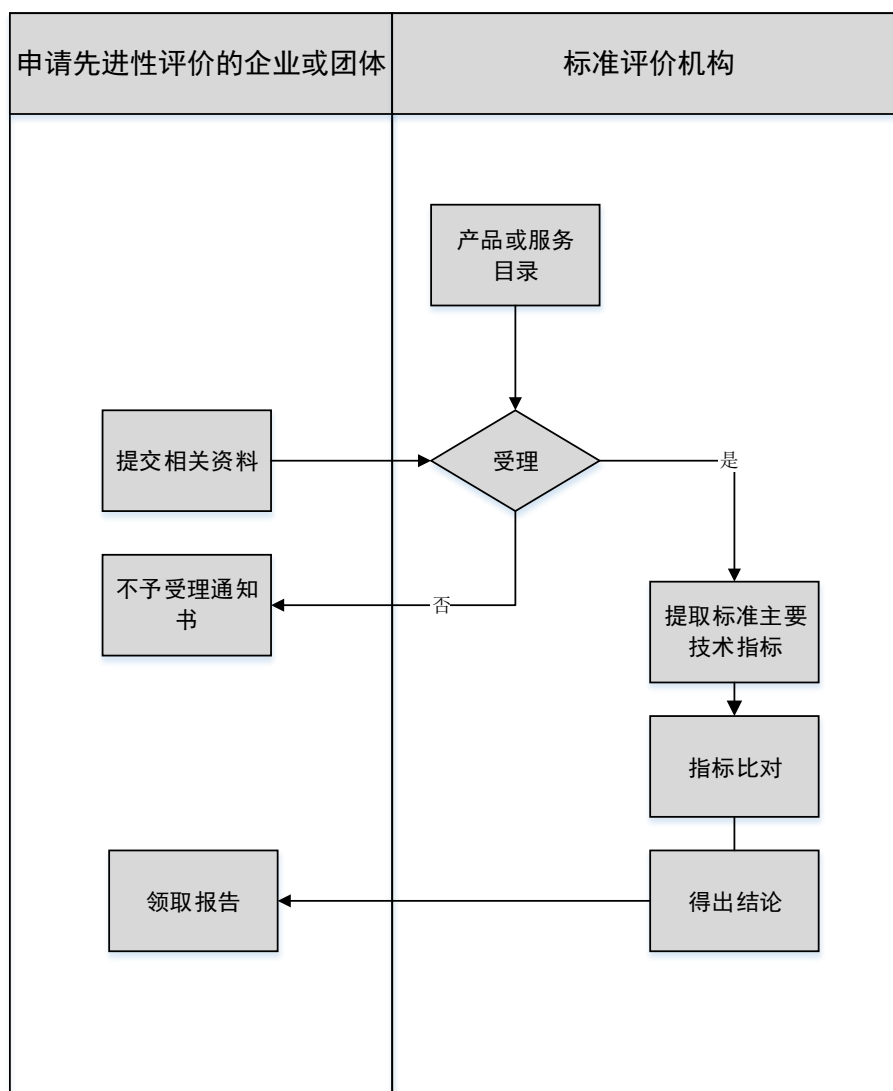 申请先进性评价的企业或团体
标准评价机构
产品或服务
目录
提交相关资料
受理
是
不予受理通知
书
否
提取标准主要
技术指标
指标比对
领取报告
得出结论